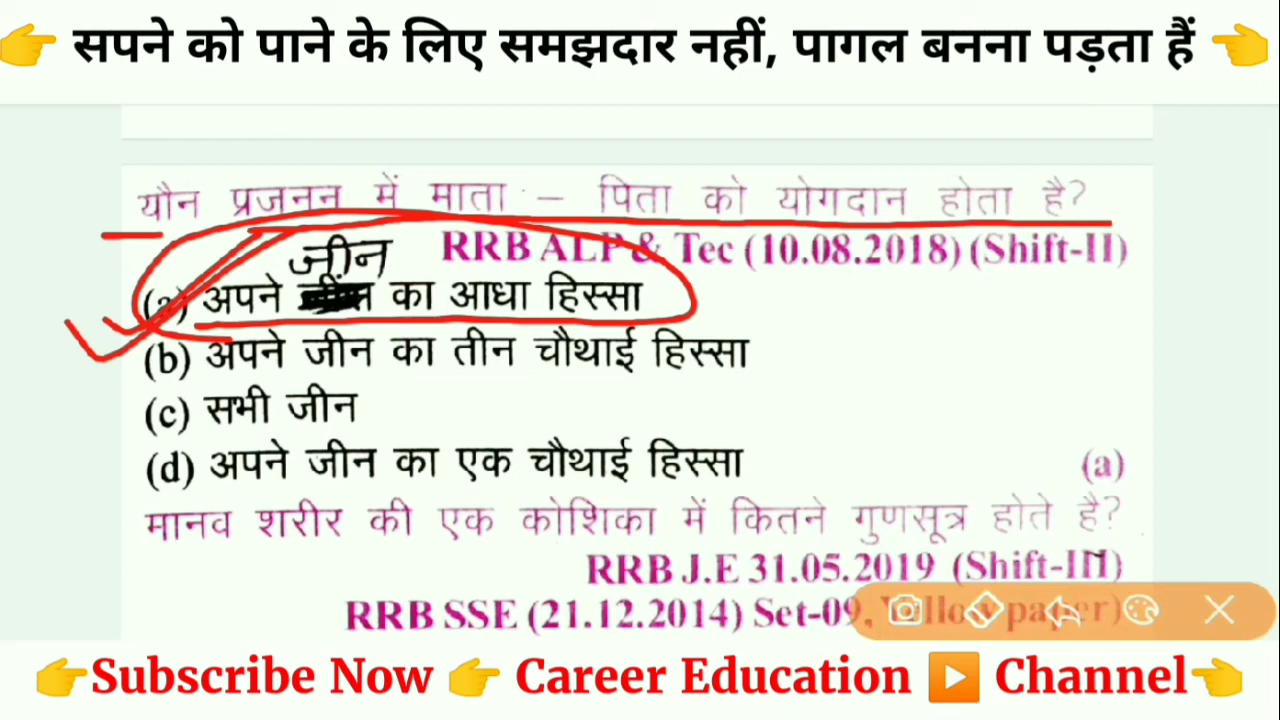 👉 सपने को पाने के लिए समझदार नहीं, पागल बनना पड़ता हैं 👈
यौन प्रजनन में माता - पिता को योगदान होता है?
RRB ALP & Tec (10.08.2018) (Shift-II)
जीन
(a) अपने का आधा हिस्सा
(b) अपने जीन का तीन चौथाई हिस्सा
(c) सभी जीन
(d) अपने जीन का एक चौथाई हिस्सा (a)
मानव शरीर की एक कोशिका में कितने गुणसूत्र होते है?
RRB J.E 31.05.2019 (Shift-III)
RRB SSE (21.12.2014) Set-09, Yellow paper)
👉Subscribe Now 👉 Career Education ▶️ Channel👈